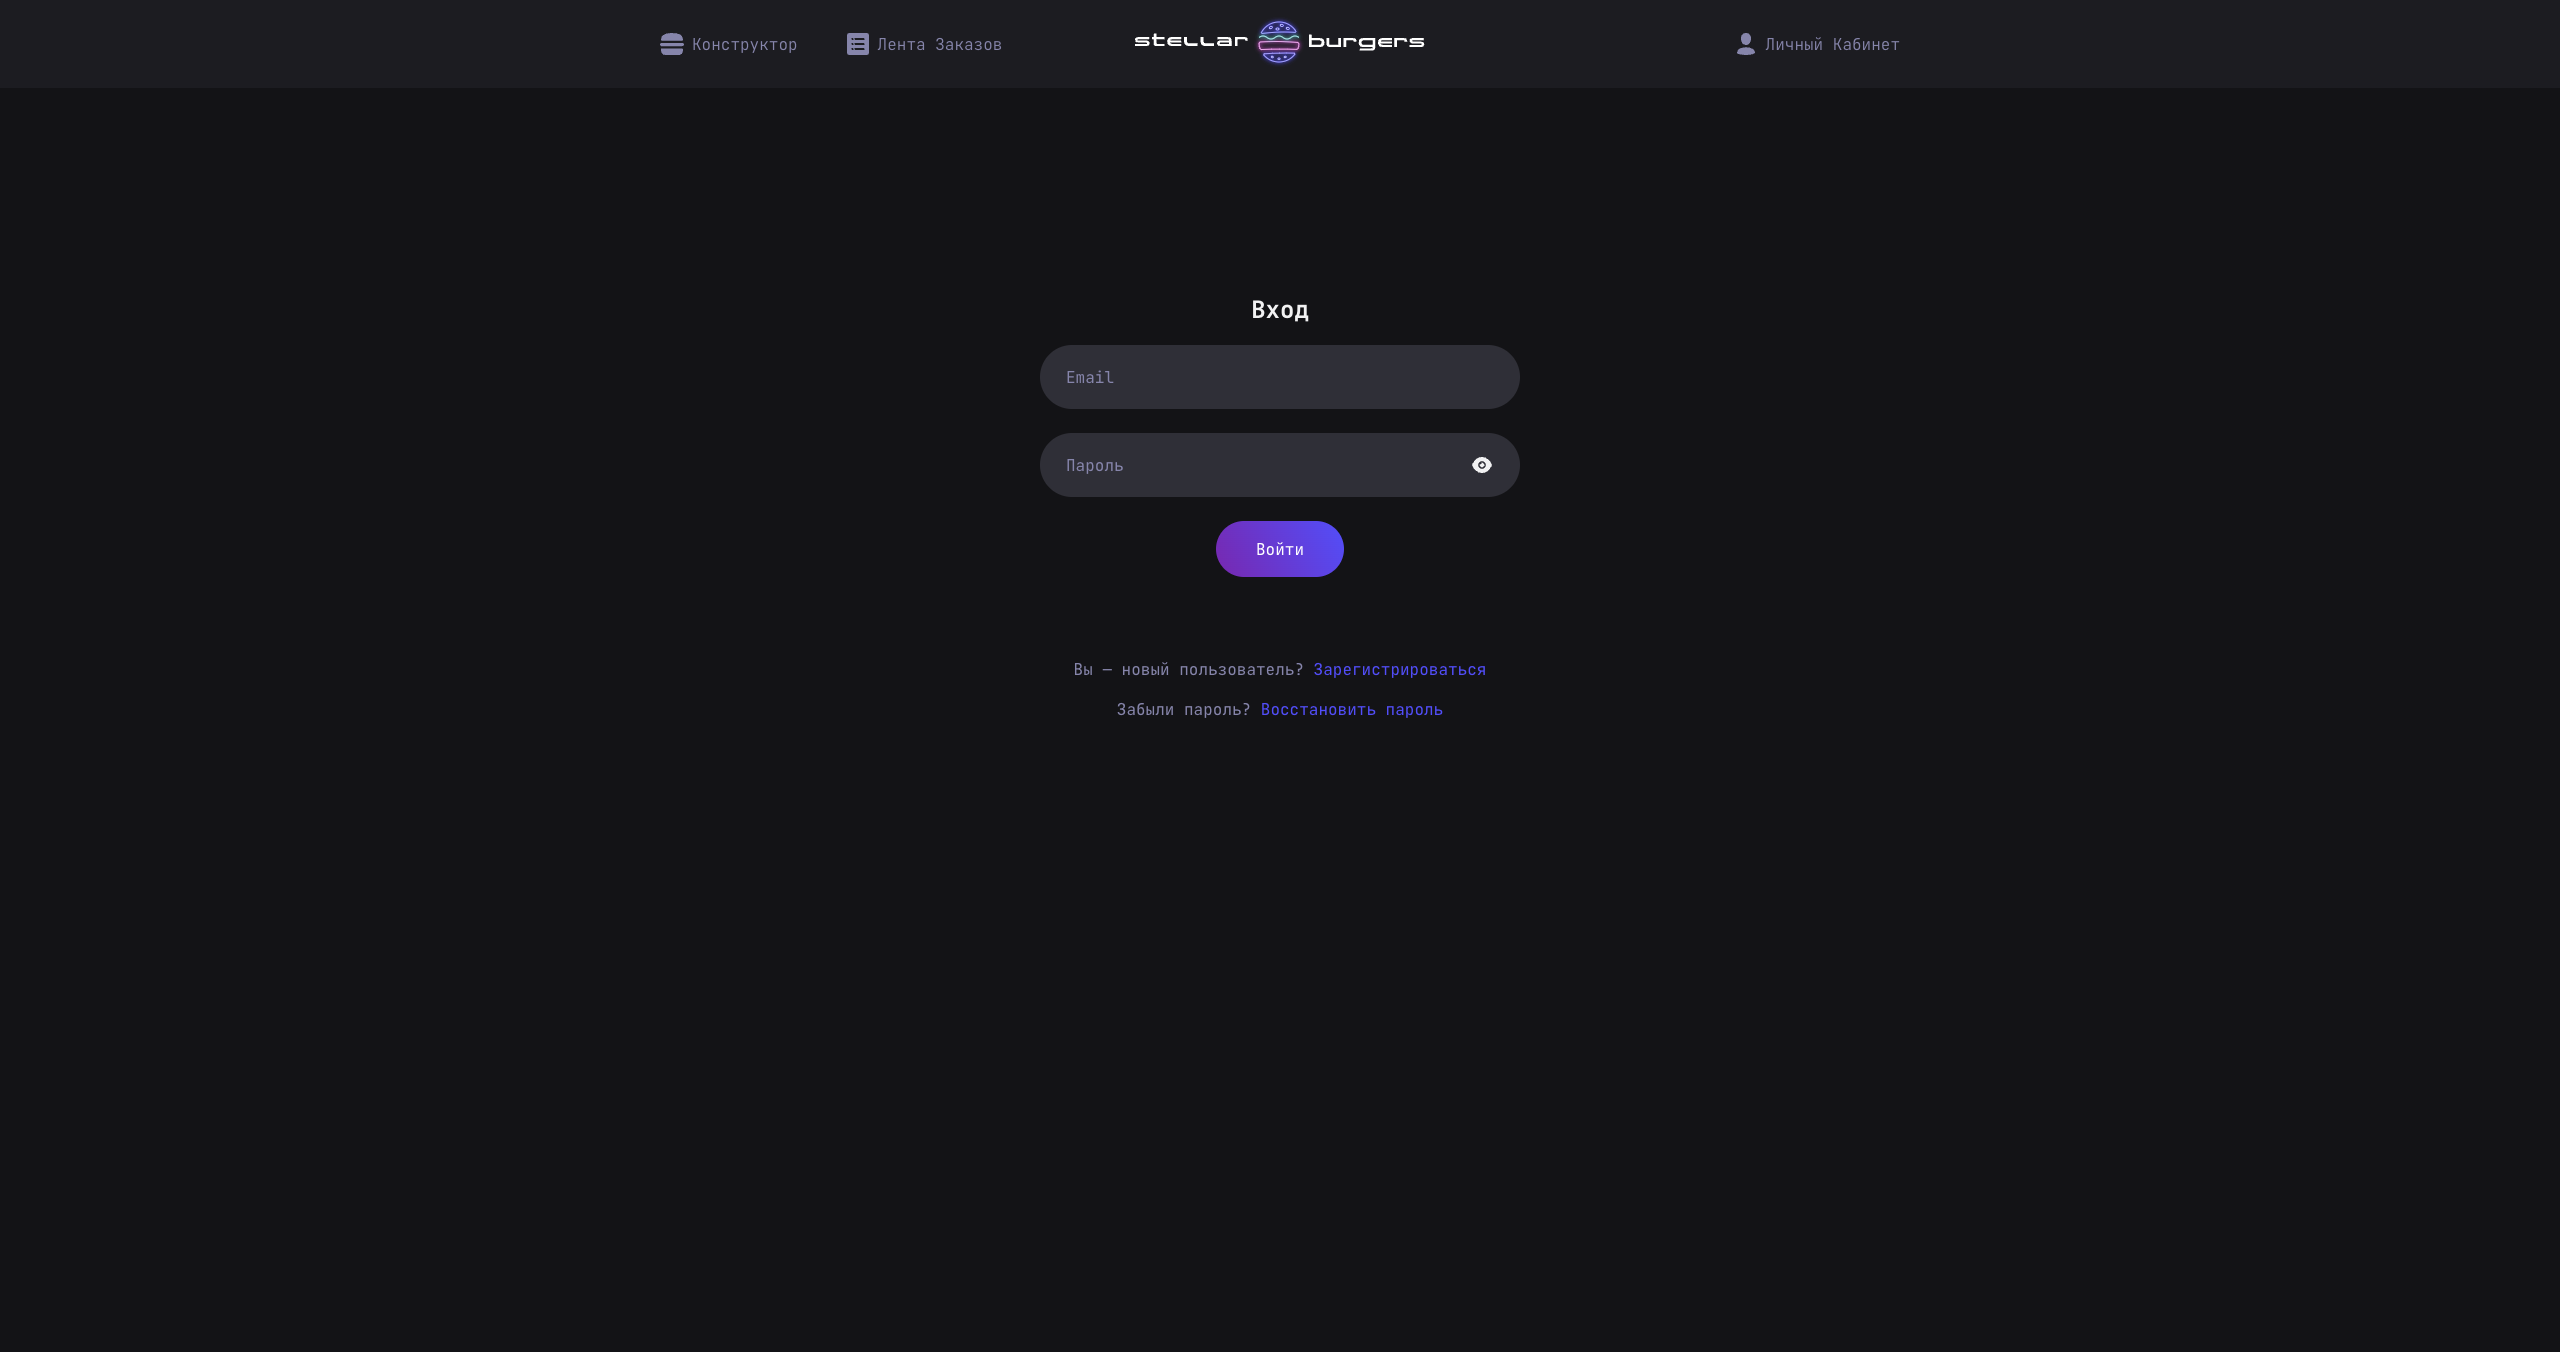 Конструктор
Лента Заказов
stellar burgers
Личный Кабинет
Вход
Email
Пароль
Войти
Вы — новый пользователь? Зарегистрироваться
Забыли пароль? Восстановить пароль